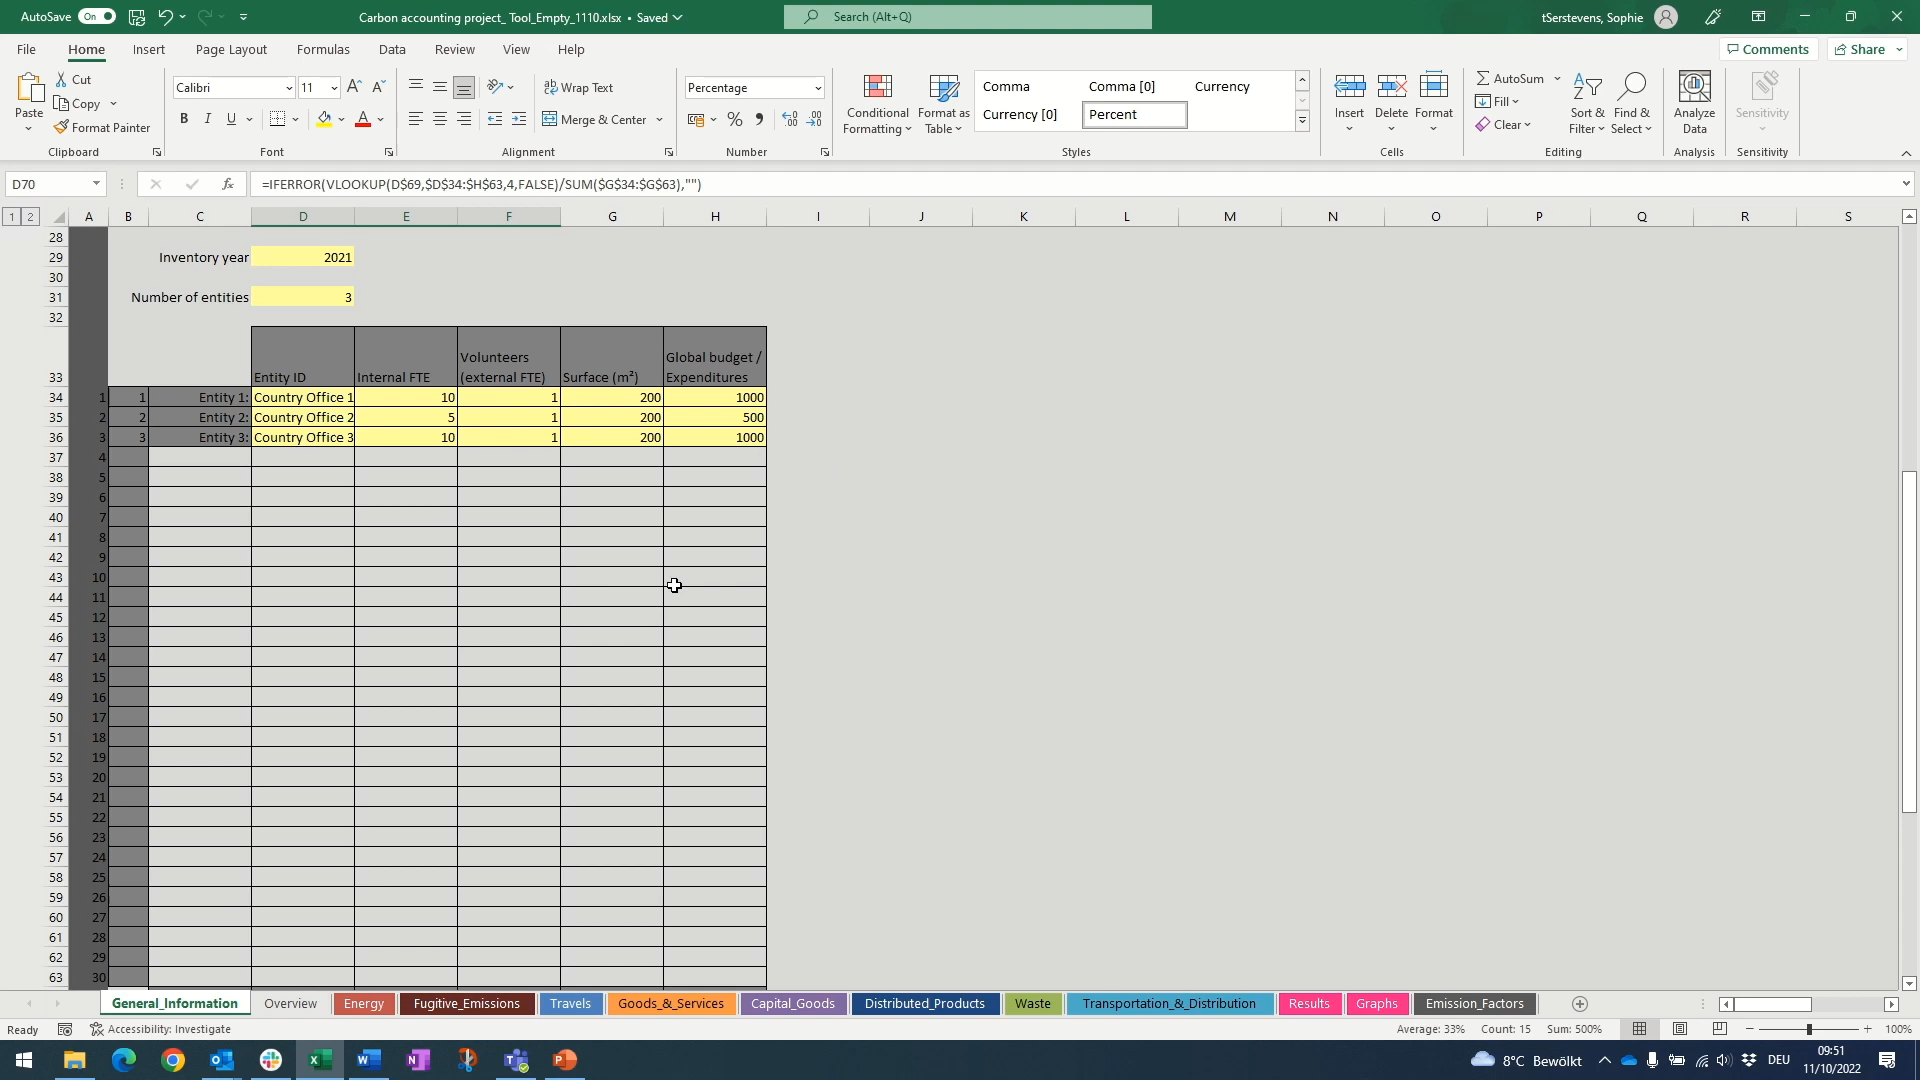 AutoSave On Carbon accounting project_ Tool_Empty_1110.xlsx • Saved Search (Alt+Q) tSerstevens, Sophie
File Home Insert Page Layout Formulas Data Review View Help Comments Share
Paste Cut Copy Format Painter Clipboard
Calibri 11 B I U Font
Wrap Text Merge & Center Alignment
Percentage % Number
Conditional Formatting Format as Table
Comma Comma [0] Currency
Currency [0] Percent
Styles
Insert Delete Format Cells
AutoSum Fill Clear Sort & Filter Find & Select Editing
Analyze Data Analysis
Sensitivity Sensitivity
D70 fx =IFERROR(VLOOKUP(D$69,$D$34:$H$63,4,FALSE)/SUM($G$34:$G$63),"")
1 2 A B C D E F G H I J K L M N O P Q R S
28
29 Inventory year 2021
30
31 Number of entities 3
32
33 Entity ID Internal FTE Volunteers (external FTE) Surface (m²) Global budget / Expenditures
34 1 1 Entity 1: Country Office 1 10 1 200 1000
35 2 2 Entity 2: Country Office 2 5 1 200 500
36 3 3 Entity 3: Country Office 3 10 1 200 1000
37 4
38 5
39 6
40 7
41 8
42 9
43 10
44 11
45 12
46 13
47 14
48 15
49 16
50 17
51 18
52 19
53 20
54 21
55 22
56 23
57 24
58 25
59 26
60 27
61 28
62 29
63 30
General_Information Overview Energy Fugitive_Emissions Travels Goods_&_Services Capital_Goods Distributed_Products Waste Transportation_&_Distribution Results Graphs Emission_Factors
Ready Accessibility: Investigate Average: 33% Count: 15 Sum: 500% 100%
8°C Bewölkt DEU 09:51
11/10/2022